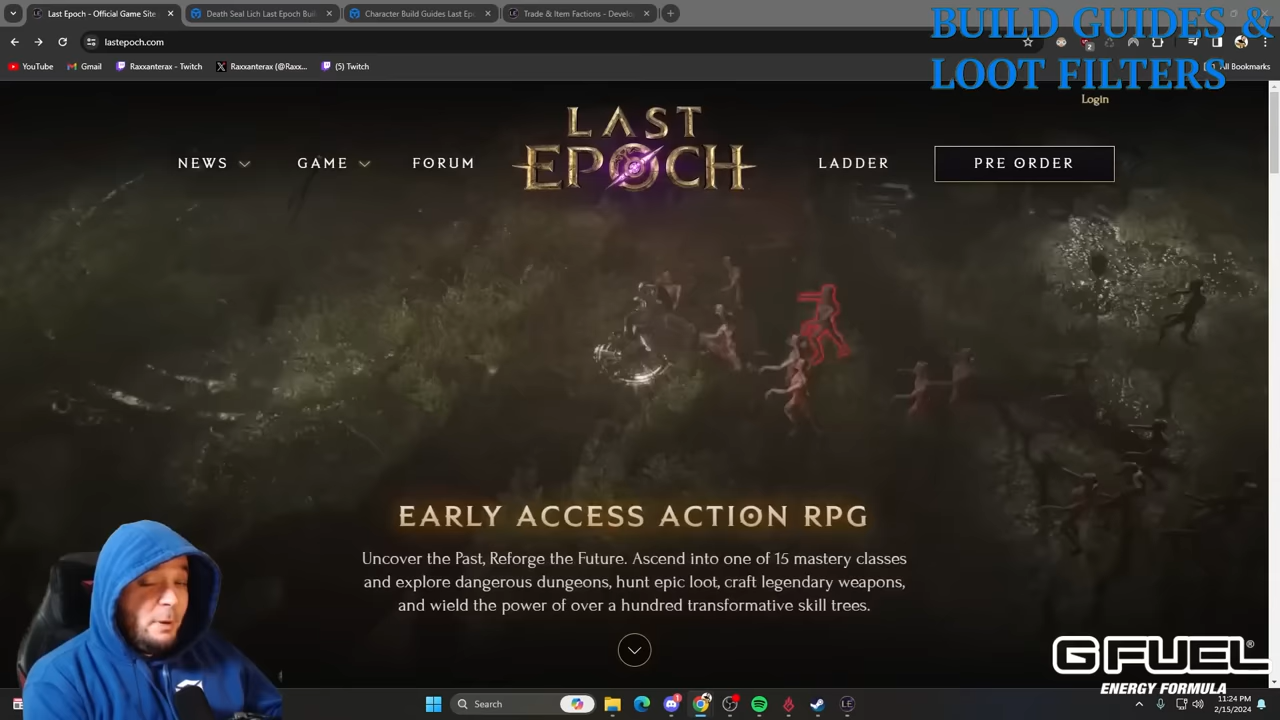 Last Epoch - Official Game Site
Death Seal Lich Last Epoch Buil
Character Build Guides Last Ep
Trade & Item Factions - Develo
BUILD GUIDES &
LOOT FILTERS
lastepoch.com
2
YouTube
Gmail
Raxxanterax - Twitch
Raxxanterax (@Raxx...
(5) Twitch
All Bookmarks
Login
NEWS
GAME
FORUM
LAST
EPOCH
LADDER
PRE ORDER
EARLY ACCESS ACTION RPG
Uncover the Past, Reforge the Future. Ascend into one of 15 mastery classes
and explore dangerous dungeons, hunt epic loot, craft legendary weapons,
and wield the power of over a hundred transformative skill trees.
G FUEL®
ENERGY FORMULA
Search
1
LE
11:24 PM
2/15/2024